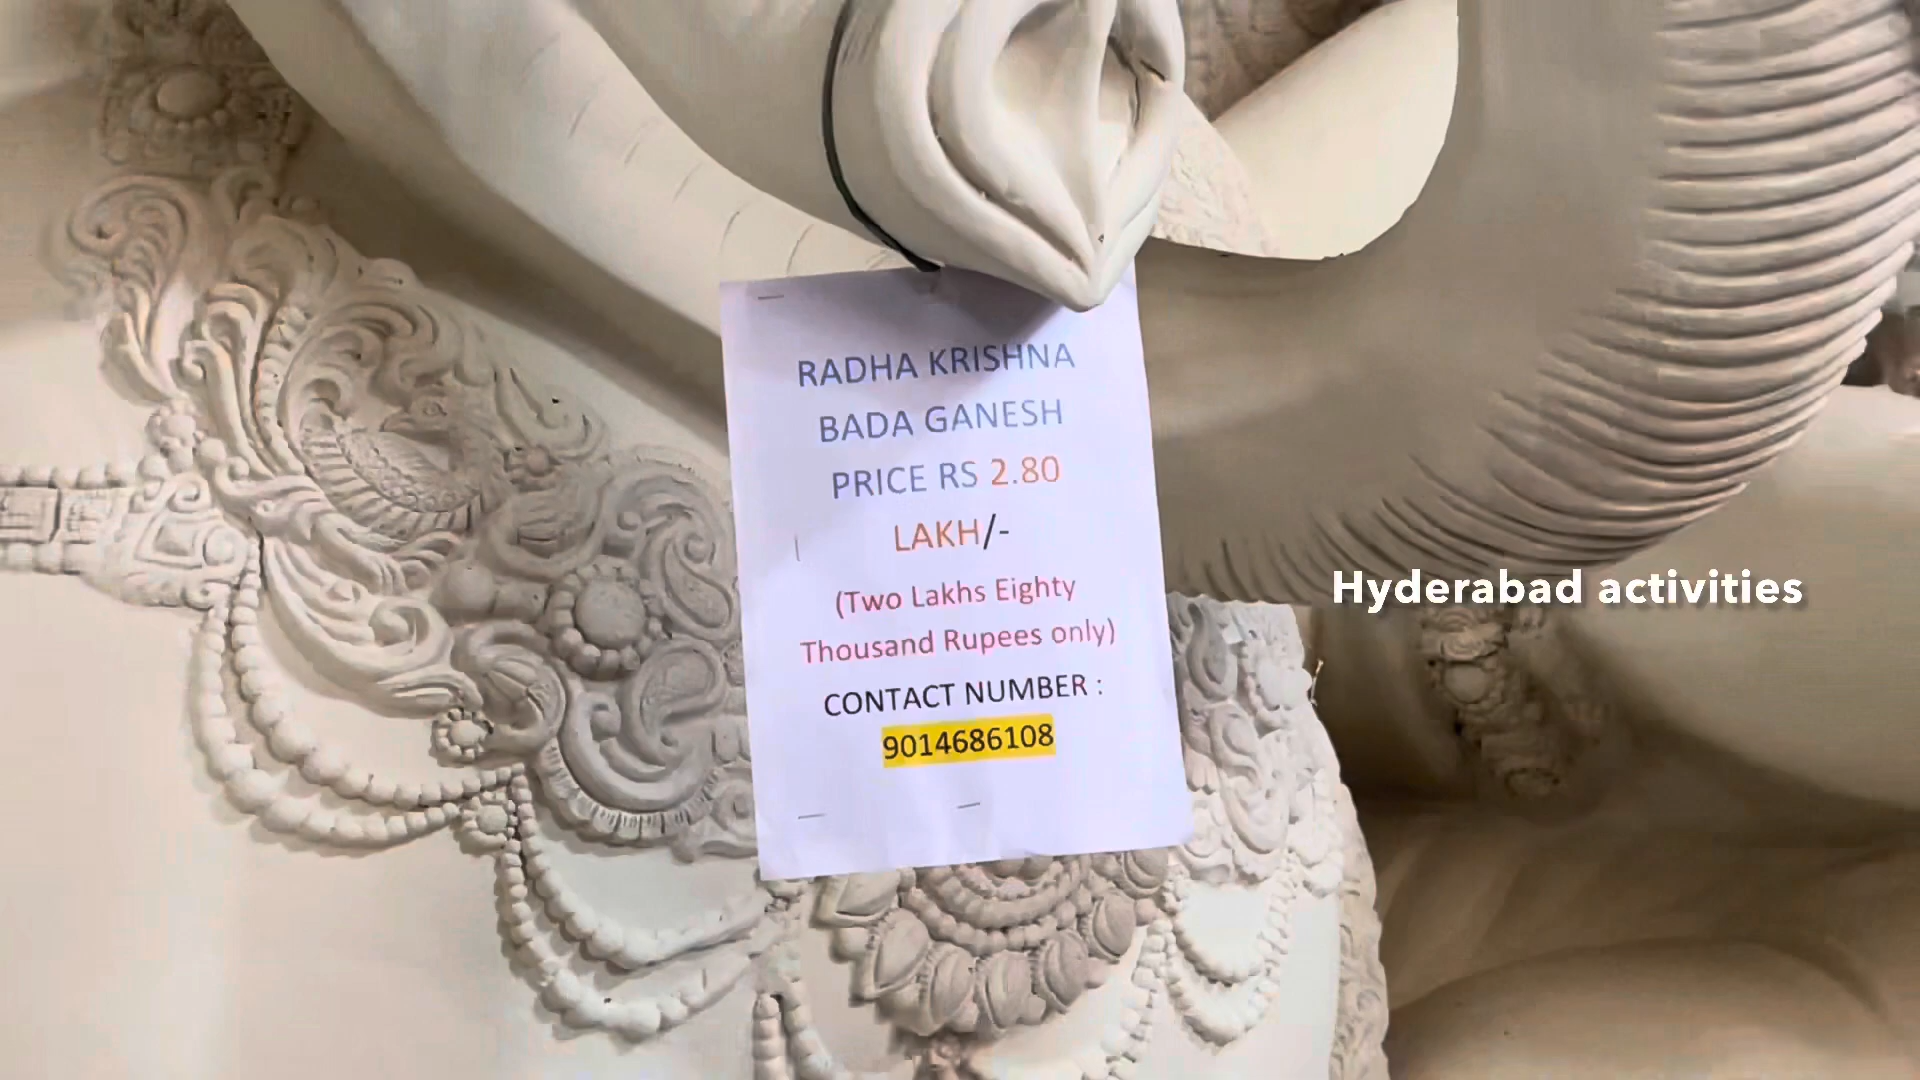 RADHA KRISHNA
BADA GANESH
PRICE RS 2.80
LAKH/-
(Two Lakhs Eighty
Thousand Rupees only)
CONTACT NUMBER :
9014686108
Hyderabad activities